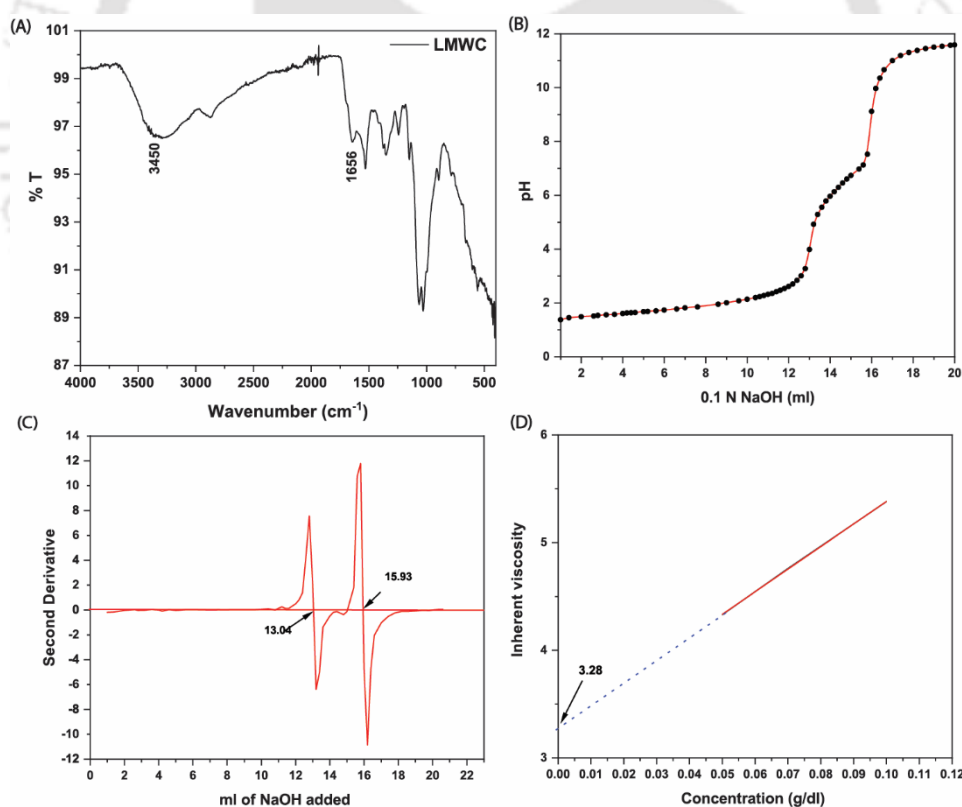 (A)
101
99
97
95
93
91
89
87
% T
LMWC
3450
1656
4000 3500 3000 2500 2000 1500 1000 500
Wavenumber (cm⁻¹)
(B)
12
10
8
6
4
2
0
pH
2 4 6 8 10 12 14 16 18 20
0.1 N NaOH (ml)
(C)
14
12
10
8
6
4
2
0
-2
-4
-6
-8
-10
-12
Second Derivative
15.93
13.04
0 2 4 6 8 10 12 14 16 18 20 22
ml of NaOH added
(D)
6
5
4
3
Inherent viscosity
3.28
0.00 0.01 0.02 0.03 0.04 0.05 0.06 0.07 0.08 0.09 0.10 0.11 0.12
Concentration (g/dl)